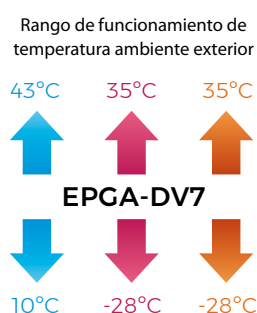 Rango de funcionamiento de
temperatura ambiente exterior
43°C 35°C 35°C
EPGA-DV7
10°C -28°C -28°C